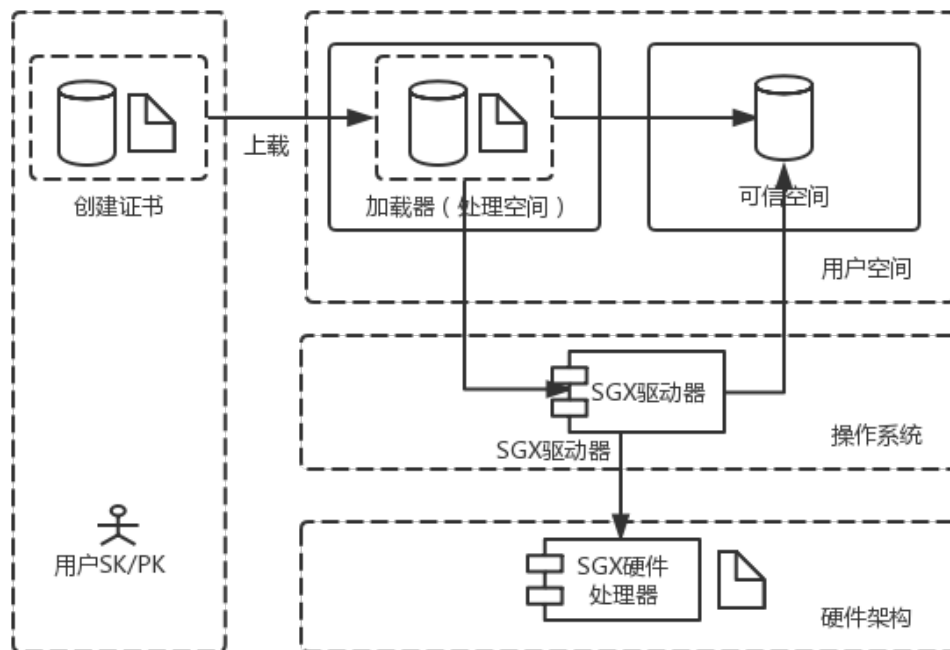 上载
创建证书
加载器（处理空间）
可信空间
用户空间
SGX驱动器
操作系统
SGX驱动器
用户SK/PK
SGX硬件
处理器
硬件架构